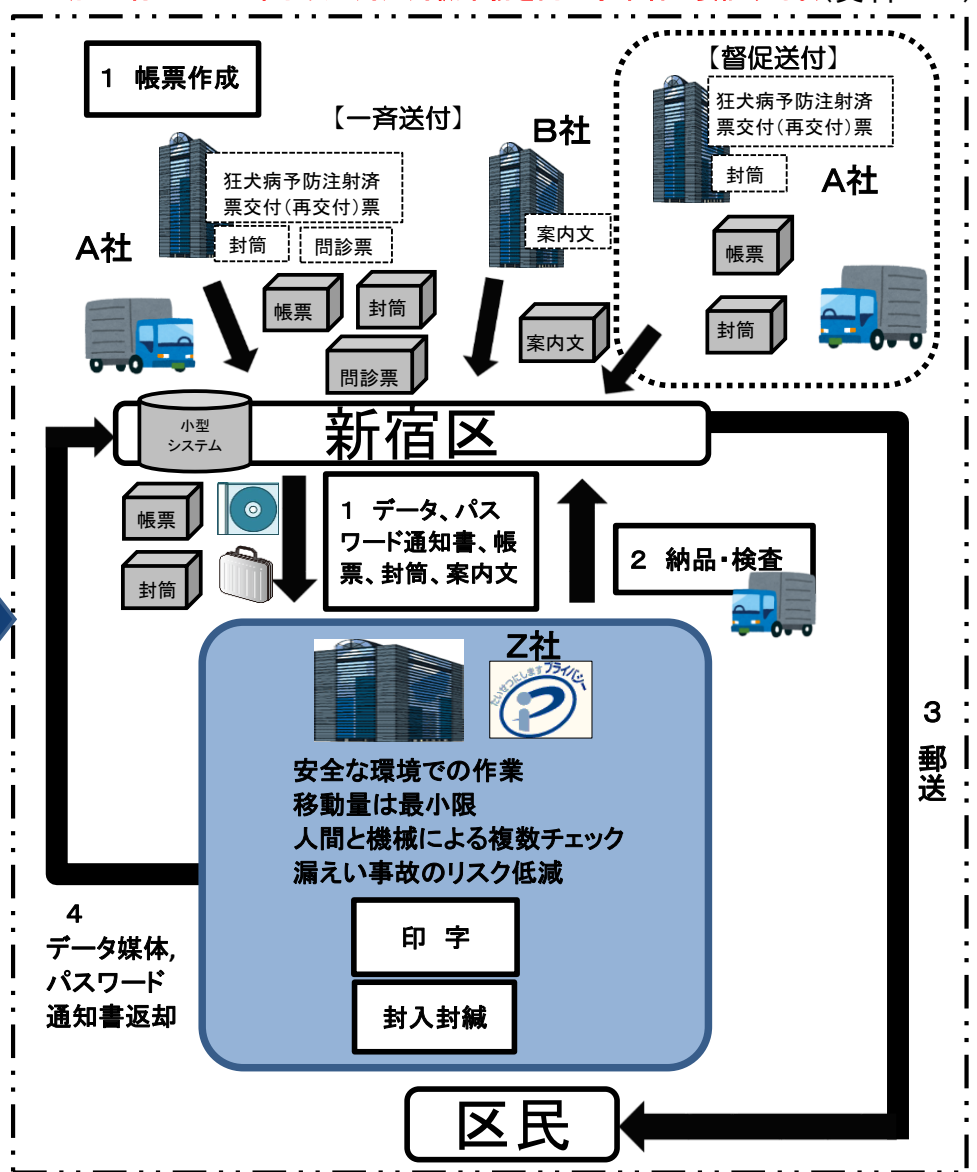 1 帳票作成
【一斉送付】
A社
狂犬病予防注射済
票交付(再交付)票
封筒
問診票
帳票
封筒
問診票
B社
案内文
案内文
【督促送付】
狂犬病予防注射済
票交付(再交付)票
封筒
A社
帳票
封筒
小型
システム
新宿区
帳票
封筒
1 データ、パス
ワード通知書、帳
票、封筒、案内文
2 納品・検査
Z社
たいせつにしますプライバシー
安全な環境での作業
移動量は最小限
人間と機械による複数チェック
漏えい事故のリスク低減
印 字
封入封緘
3
郵送
4
データ媒体,
パスワード
通知書返却
区民